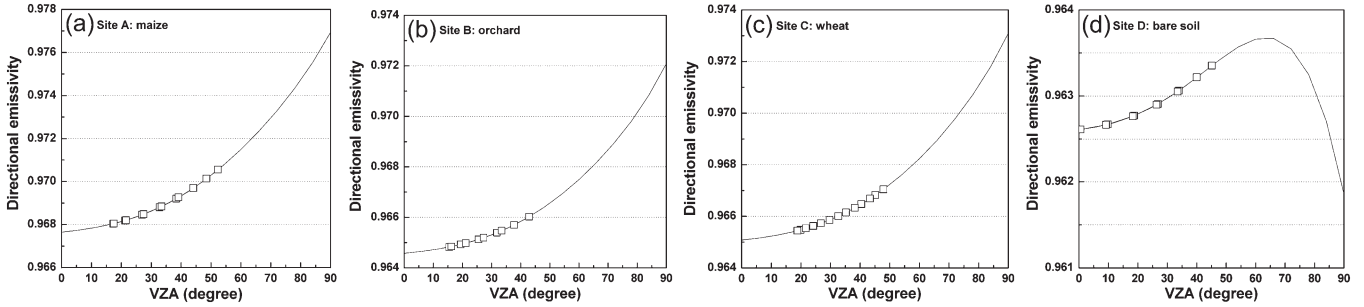 (a) Site A: maize
0.978
0.976
0.974
0.972
0.970
0.968
0.966
Directional emissivity
0 10 20 30 40 50 60 70 80 90
VZA (degree)
(b) Site B: orchard
0.974
0.972
0.970
0.968
0.966
0.964
Directional emissivity
0 10 20 30 40 50 60 70 80 90
VZA (degree)
(c) Site C: wheat
0.974
0.972
0.970
0.968
0.966
0.964
Directional emissivity
0 10 20 30 40 50 60 70 80 90
VZA (degree)
(d) Site D: bare soil
0.964
0.963
0.962
0.961
Directional emissivity
0 10 20 30 40 50 60 70 80 90
VZA (degree)